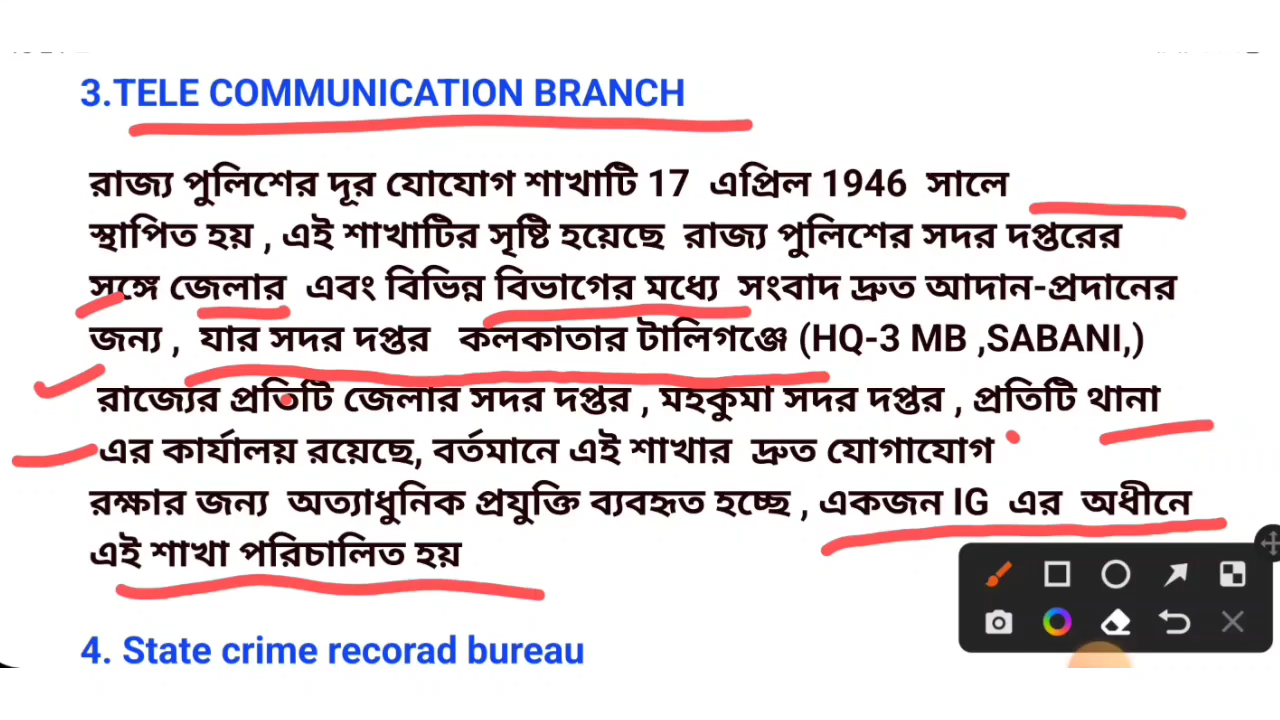 3.TELE COMMUNICATION BRANCH
রাজ্য পুলিশের দূর যোযোগ শাখাটি 17 এপ্রিল 1946 সালে
স্থাপিত হয় , এই শাখাটির সৃষ্টি হয়েছে রাজ্য পুলিশের সদর দপ্তরের
সঙ্গে জেলার এবং বিভিন্ন বিভাগের মধ্যে সংবাদ দ্রুত আদান-প্রদানের
জন্য , যার সদর দপ্তর কলকাতার টালিগঞ্জে (HQ-3 MB ,SABANI,)
রাজ্যের প্রতিটি জেলার সদর দপ্তর , মহকুমা সদর দপ্তর , প্রতিটি থানা
এর কার্যালয় রয়েছে, বর্তমানে এই শাখার দ্রুত যোগাযোগ
রক্ষার জন্য অত্যাধুনিক প্রযুক্তি ব্যবহৃত হচ্ছে , একজন IG এর অধীনে
এই শাখা পরিচালিত হয়
4. State crime recorad bureau